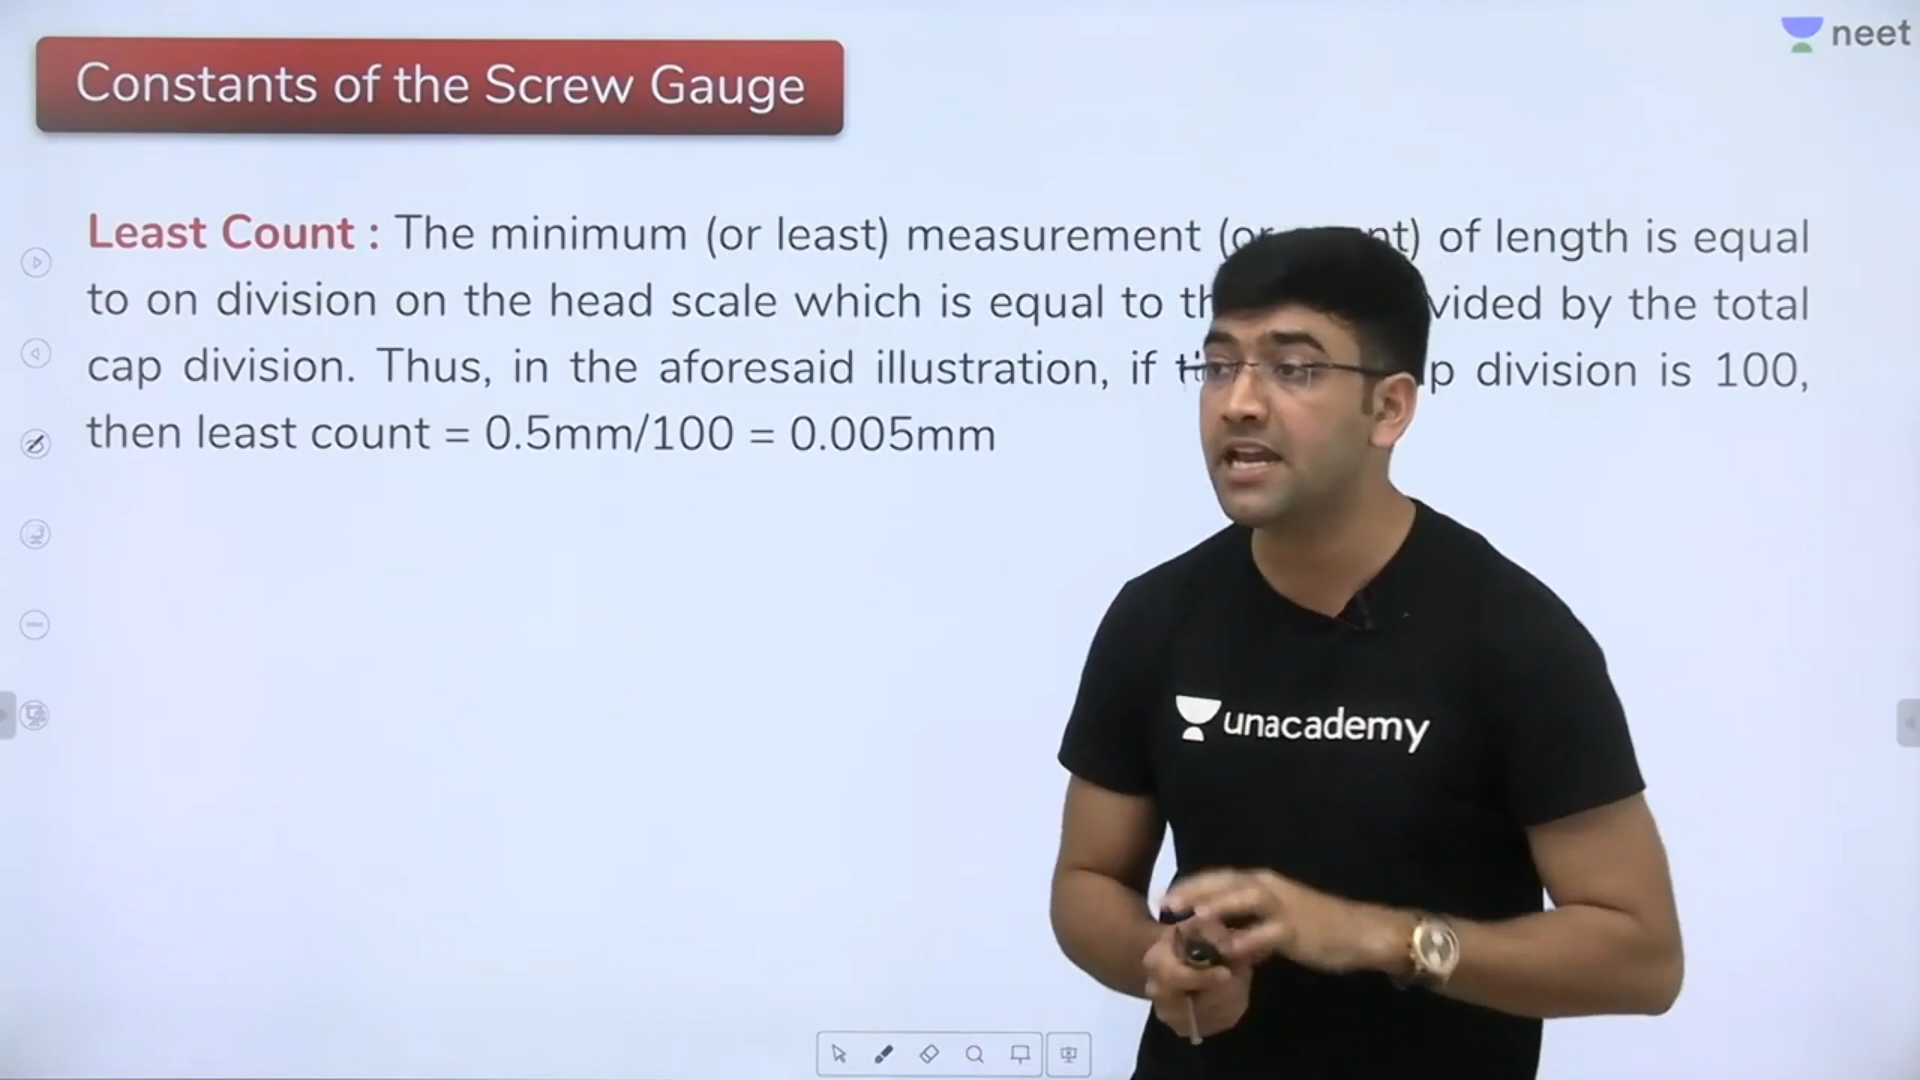 neet
Constants of the Screw Gauge
Least Count : The minimum (or least) measurement of length is equal
to on division on the head scale which is equal to by the total
cap division. Thus, in the aforesaid illustration, if division is 100,
then least count = 0.5mm/100 = 0.005mm
unacademy